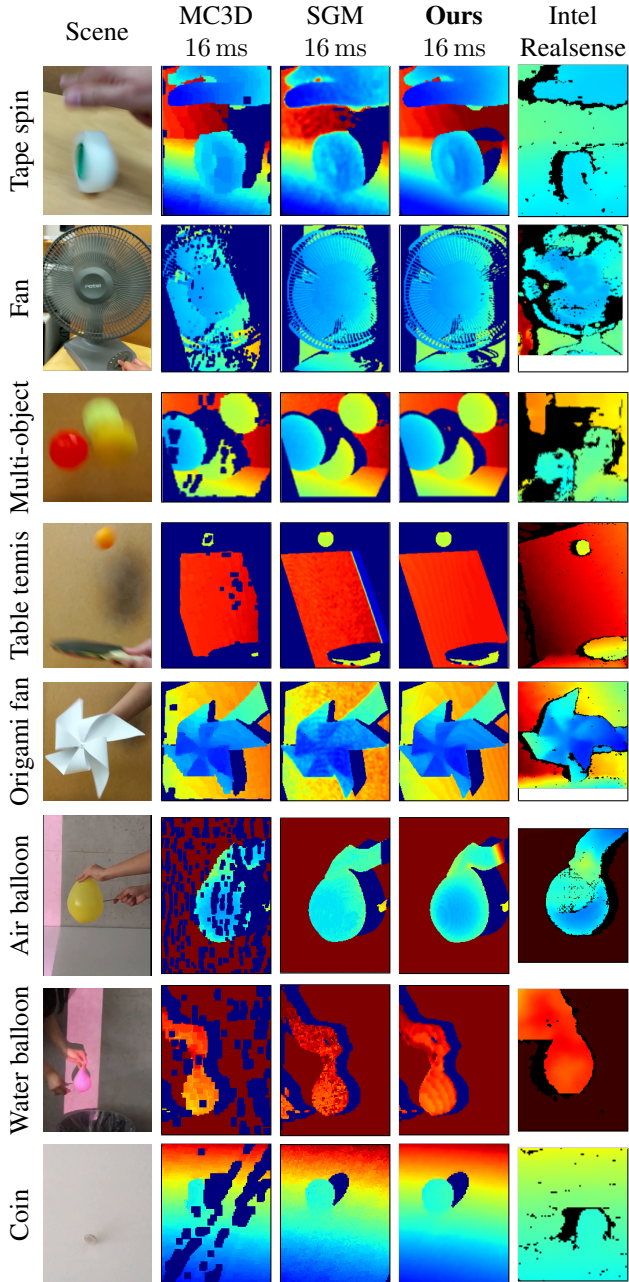 Scene
MC3D
16 ms
SGM
16 ms
Ours
16 ms
Intel
Realsense
Tape spin
Fan
Multi-object
Table tennis
Origami fan
Air balloon
Water balloon
Coin